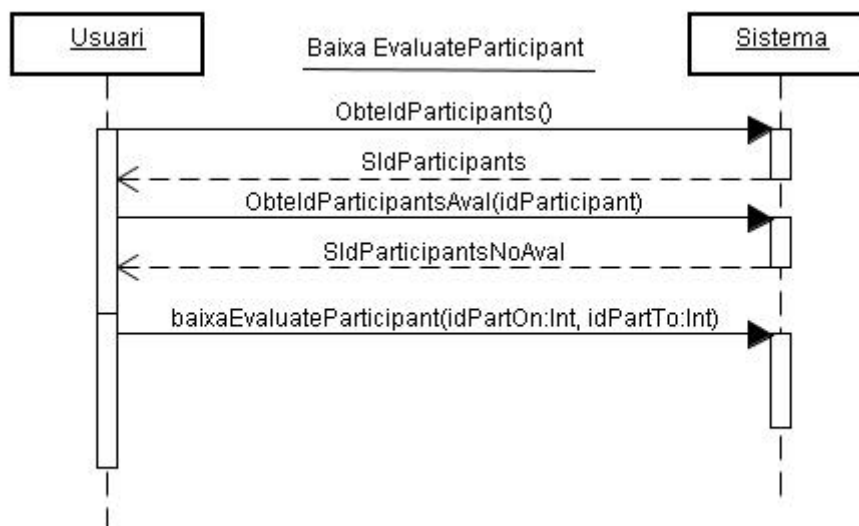 Usuari
Baixa EvaluateParticipant
Sistema
ObteIdParticipants()
SIdParticipants
ObteIdParticipantsAval(idParticipant)
SIdParticipantsNoAval
baixaEvaluateParticipant(idPartOn:Int, idPartTo:Int)